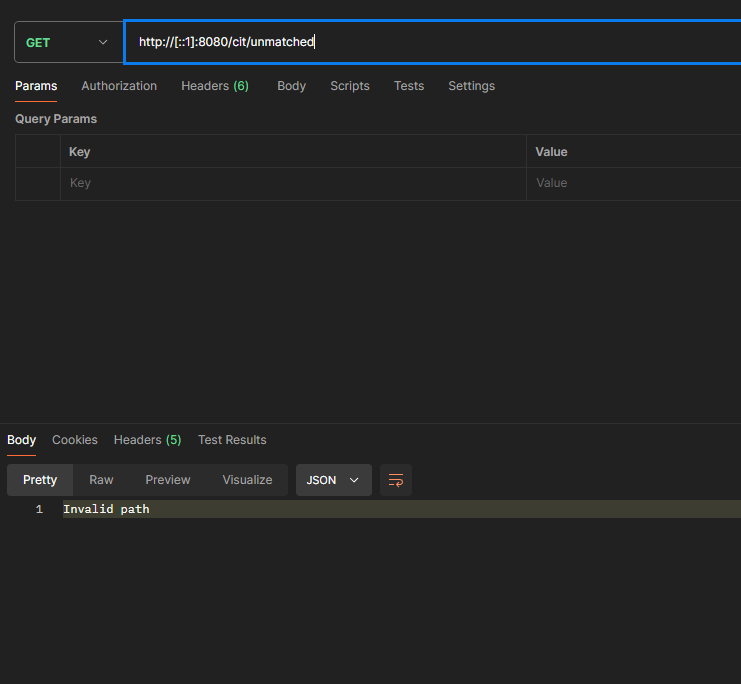 GET http://[::1]:8080/cit/unmatched
Params Authorization Headers (6) Body Scripts Tests Settings
Query Params
Key Value
Key Value
Body Cookies Headers (5) Test Results
Pretty Raw Preview Visualize JSON
1 Invalid path